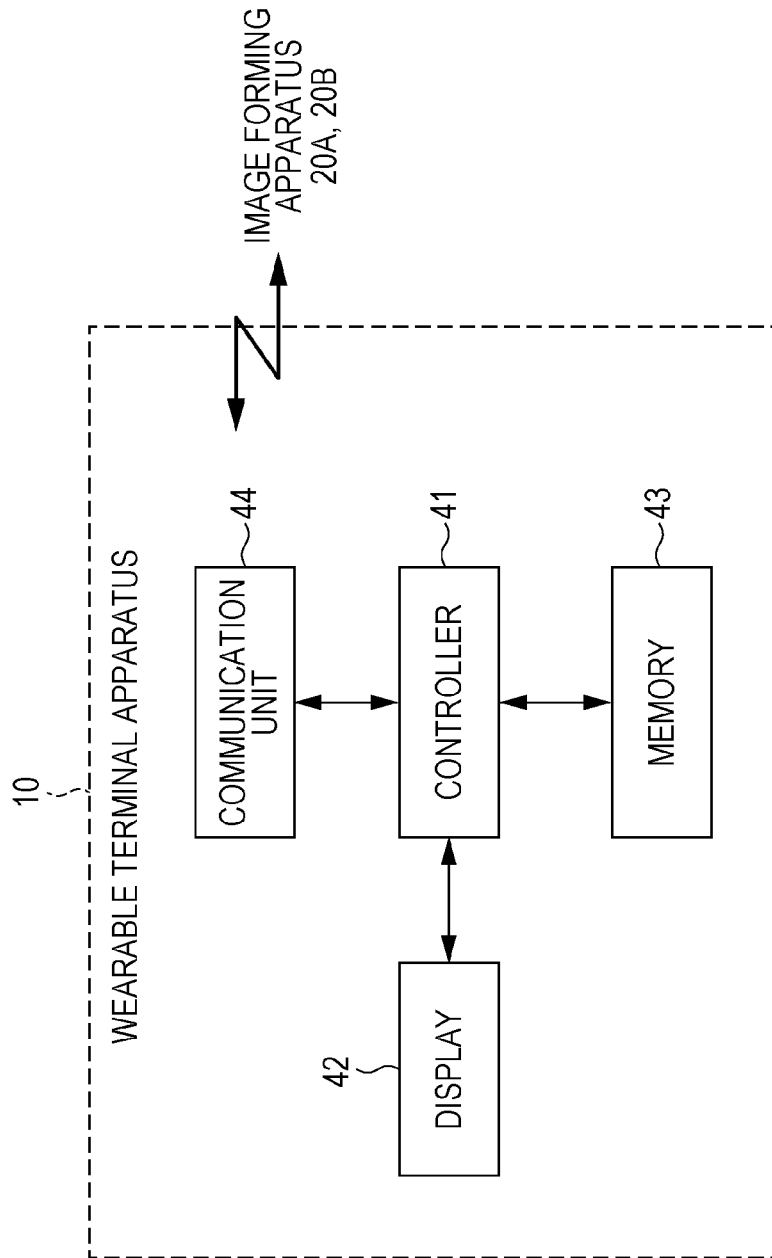 10
WEARABLE TERMINAL APPARATUS
44
COMMUNICATION
UNIT
IMAGE FORMING
APPARATUS
20A, 20B
42
DISPLAY
41
CONTROLLER
43
MEMORY